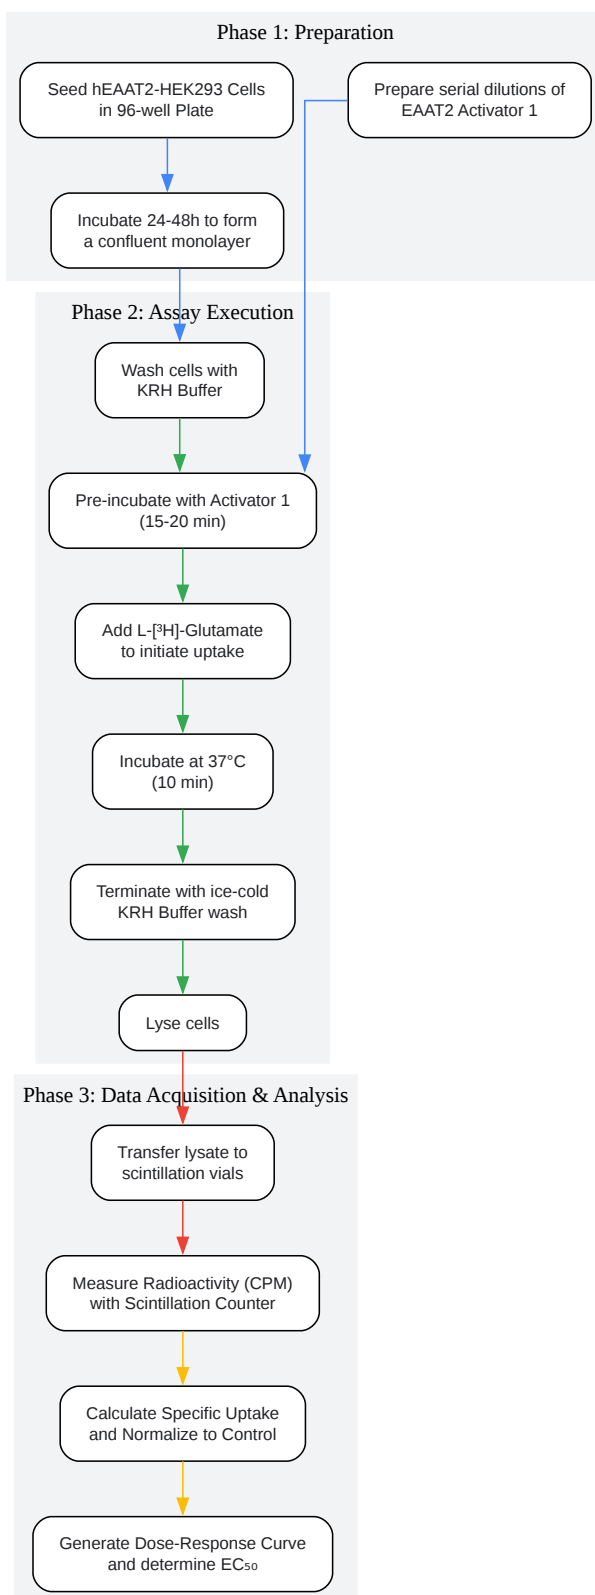 Phase 1: Preparation
Seed hEAAT2-HEK293 Cells
in 96-well Plate
Prepare serial dilutions of
EAAT2 Activator 1
Incubate 24-48h to form
a confluent monolayer
Phase 2: Assay Execution
Wash cells with
KRH Buffer
Pre-incubate with Activator 1
(15-20 min)
Add L-[³H]-Glutamate
to initiate uptake
Incubate at 37°C
(10 min)
Terminate with ice-cold
KRH Buffer wash
Lyse cells
Phase 3: Data Acquisition & Analysis
Transfer lysate to
scintillation vials
Measure Radioactivity (CPM)
with Scintillation Counter
Calculate Specific Uptake
and Normalize to Control
Generate Dose-Response Curve
and determine EC₅₀